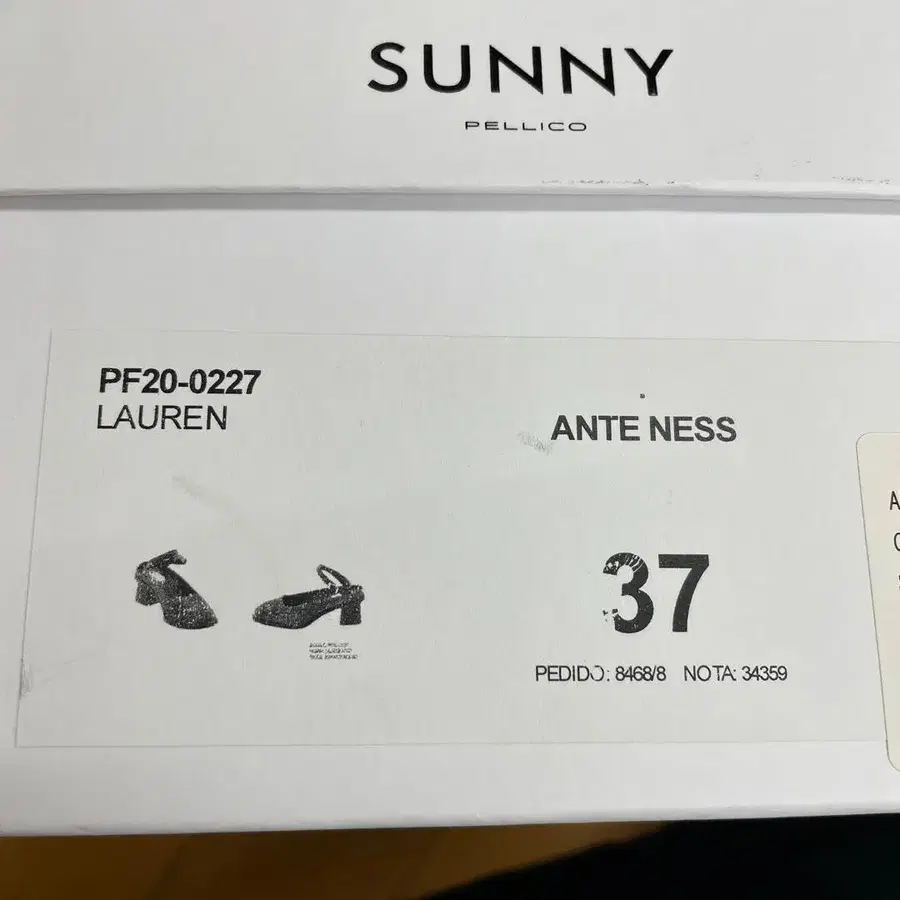 SUNNY
PELLICO
PF20-0227
LAUREN
ANTE NESS
37
PEDIDO: 8468/8 NOTA: 34359
A